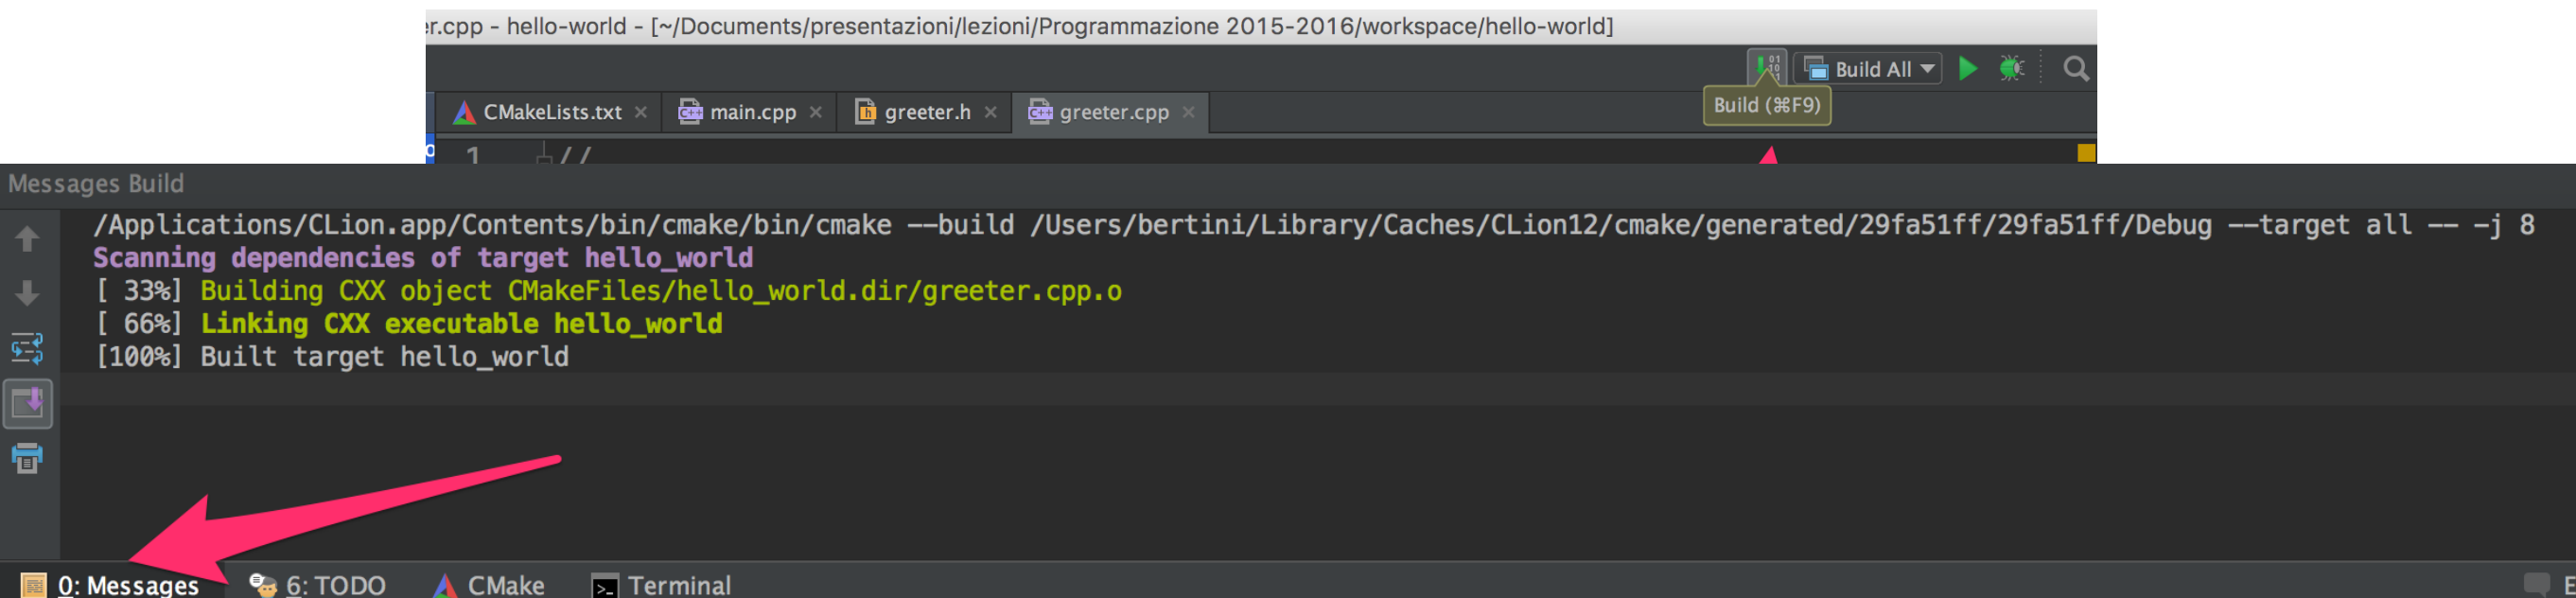 er.cpp - hello-world - [~/Documents/presentazioni/lezioni/Programmazione 2015-2016/workspace/hello-world]
Build All
CMakeLists.txt main.cpp greeter.h greeter.cpp
Build (⌘F9)
1 //
Messages Build
/Applications/CLion.app/Contents/bin/cmake/bin/cmake --build /Users/bertini/Library/Caches/CLion12/cmake/generated/29fa51ff/29fa51ff/Debug --target all -- -j 8
Scanning dependencies of target hello_world
[ 33%] Building CXX object CMakeFiles/hello_world.dir/greeter.cpp.o
[ 66%] Linking CXX executable hello_world
[100%] Built target hello_world
0: Messages 6: TODO CMake Terminal